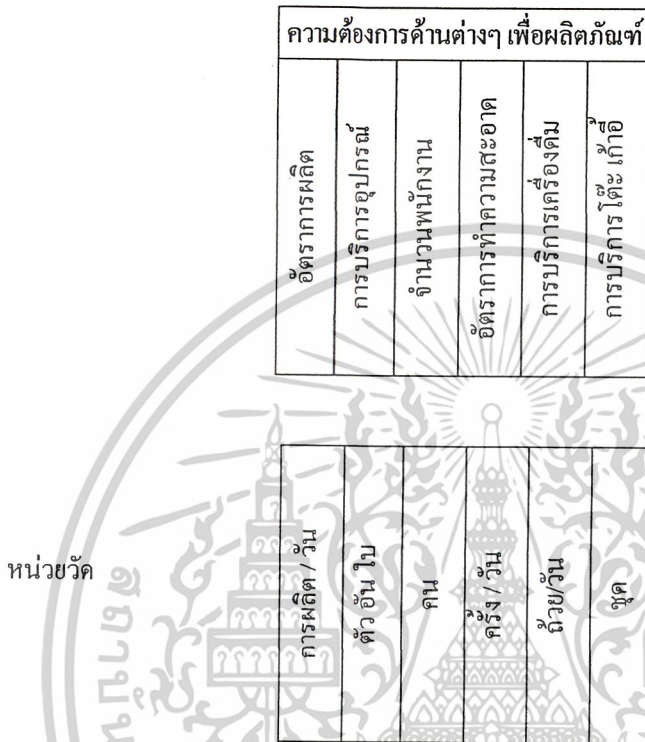 ความต้องการด้านต่างๆ เพื่อผลิตภัณฑ์
อัตราการผลิต
การบริการอุปกรณ์
จำนวนพนักงาน
อัตราการทำความสะอาด
การบริการเครื่องดื่ม
การบริการโต๊ะ เก้าอี้
หน่วยวัด
การผลิต / วัน
ตัว อัน ใบ
คน
ครั้ง / วัน
ถ้วย/วัน
ชุด